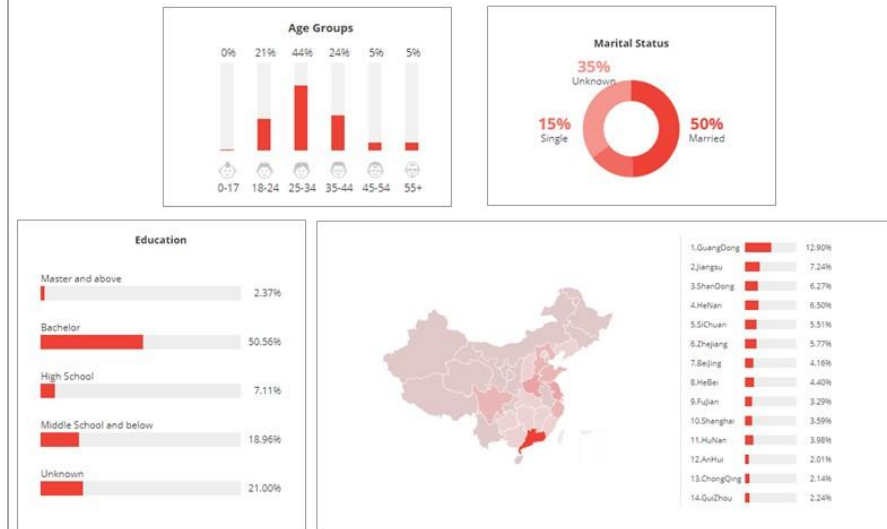 Age Groups
0% 21% 44% 24% 5% 5%
0-17 18-24 25-34 35-44 45-54 55+
Marital Status
35%
Unknown
15%
Single
50%
Married
Education
Master and above
2.37%
Bachelor
50.56%
High School
7.11%
Middle School and below
18.96%
Unknown
21.00%
1.GuangDong 12.90%
2.Jiangsu 7.24%
3.ShanDong 6.27%
4.HeNan 6.50%
5.SiChuan 5.51%
6.Zhejiang 5.77%
7.Beijing 4.16%
8.HeBei 4.40%
9.Fujian 3.29%
10.Shanghai 3.59%
11.HuNan 3.98%
12.AnHui 2.01%
13.ChongQing 2.14%
14.GuiZhou 2.24%